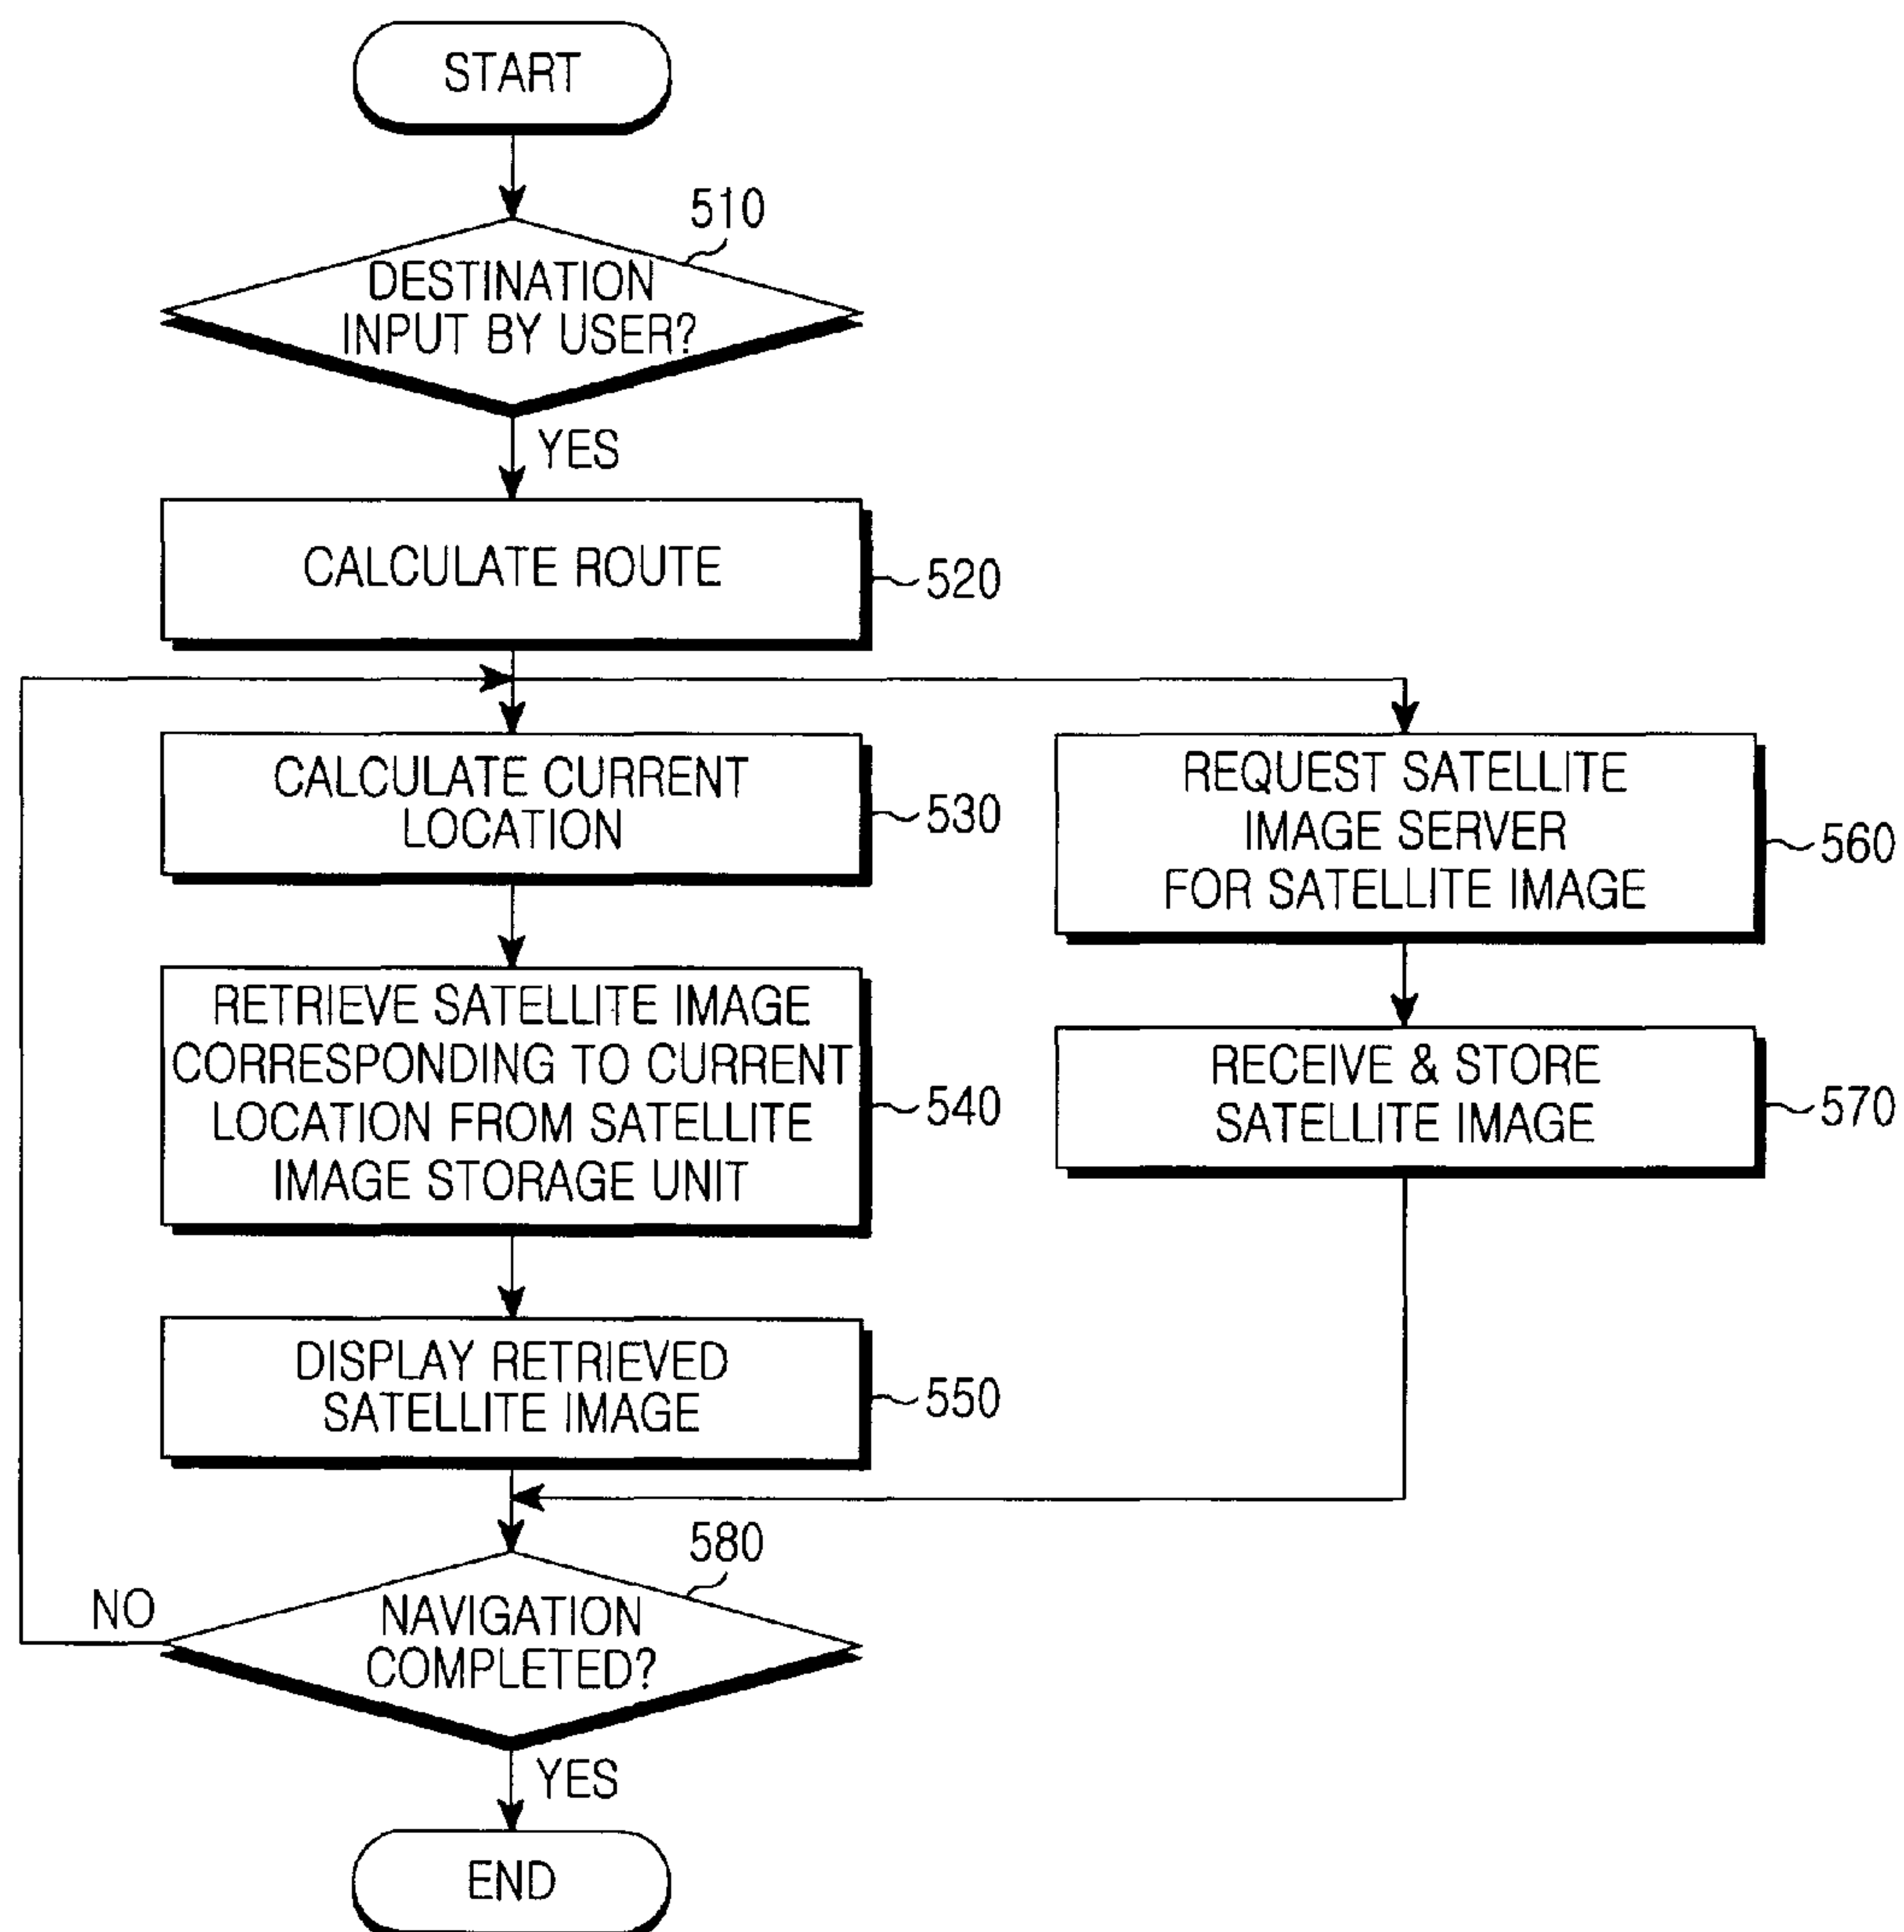 START
510
DESTINATION
INPUT BY USER?
YES
CALCULATE ROUTE
520
CALCULATE CURRENT
LOCATION
530
REQUEST SATELLITE
IMAGE SERVER
FOR SATELLITE IMAGE
560
RETRIEVE SATELLITE IMAGE
CORRESPONDING TO CURRENT
LOCATION FROM SATELLITE
IMAGE STORAGE UNIT
540
RECEIVE & STORE
SATELLITE IMAGE
570
DISPLAY RETRIEVED
SATELLITE IMAGE
550
580
NO
NAVIGATION
COMPLETED?
YES
END